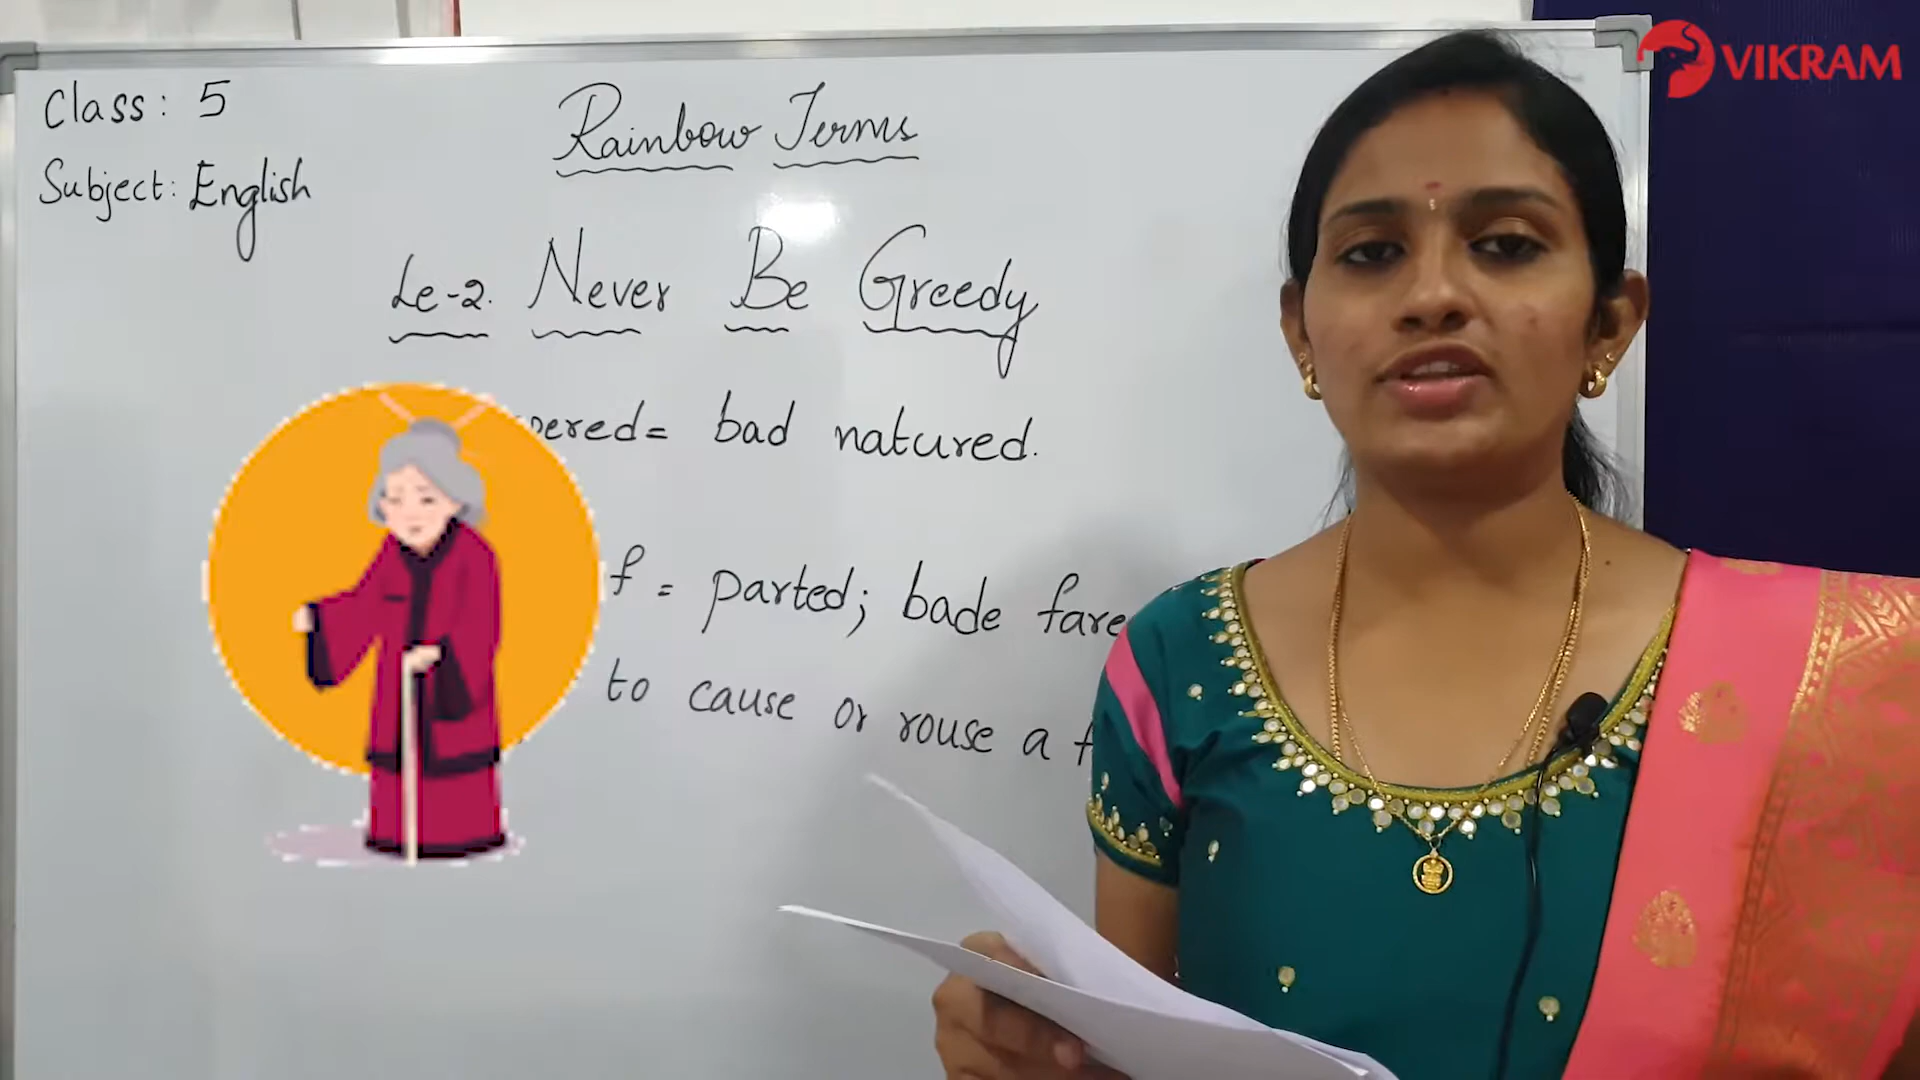 VIKRAM
Class: 5
Rainbow Terms
Subject: English
Le-2. Never Be Greedy
pered= bad natured.
f = parted; bade fare
to cause or rouse a f